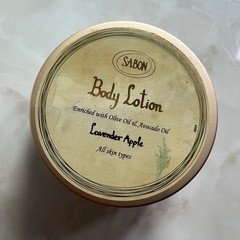 SABON
Body Lotion
Enriched with Olive Oil & Avocado Oil
Lavender Apple
All skin types